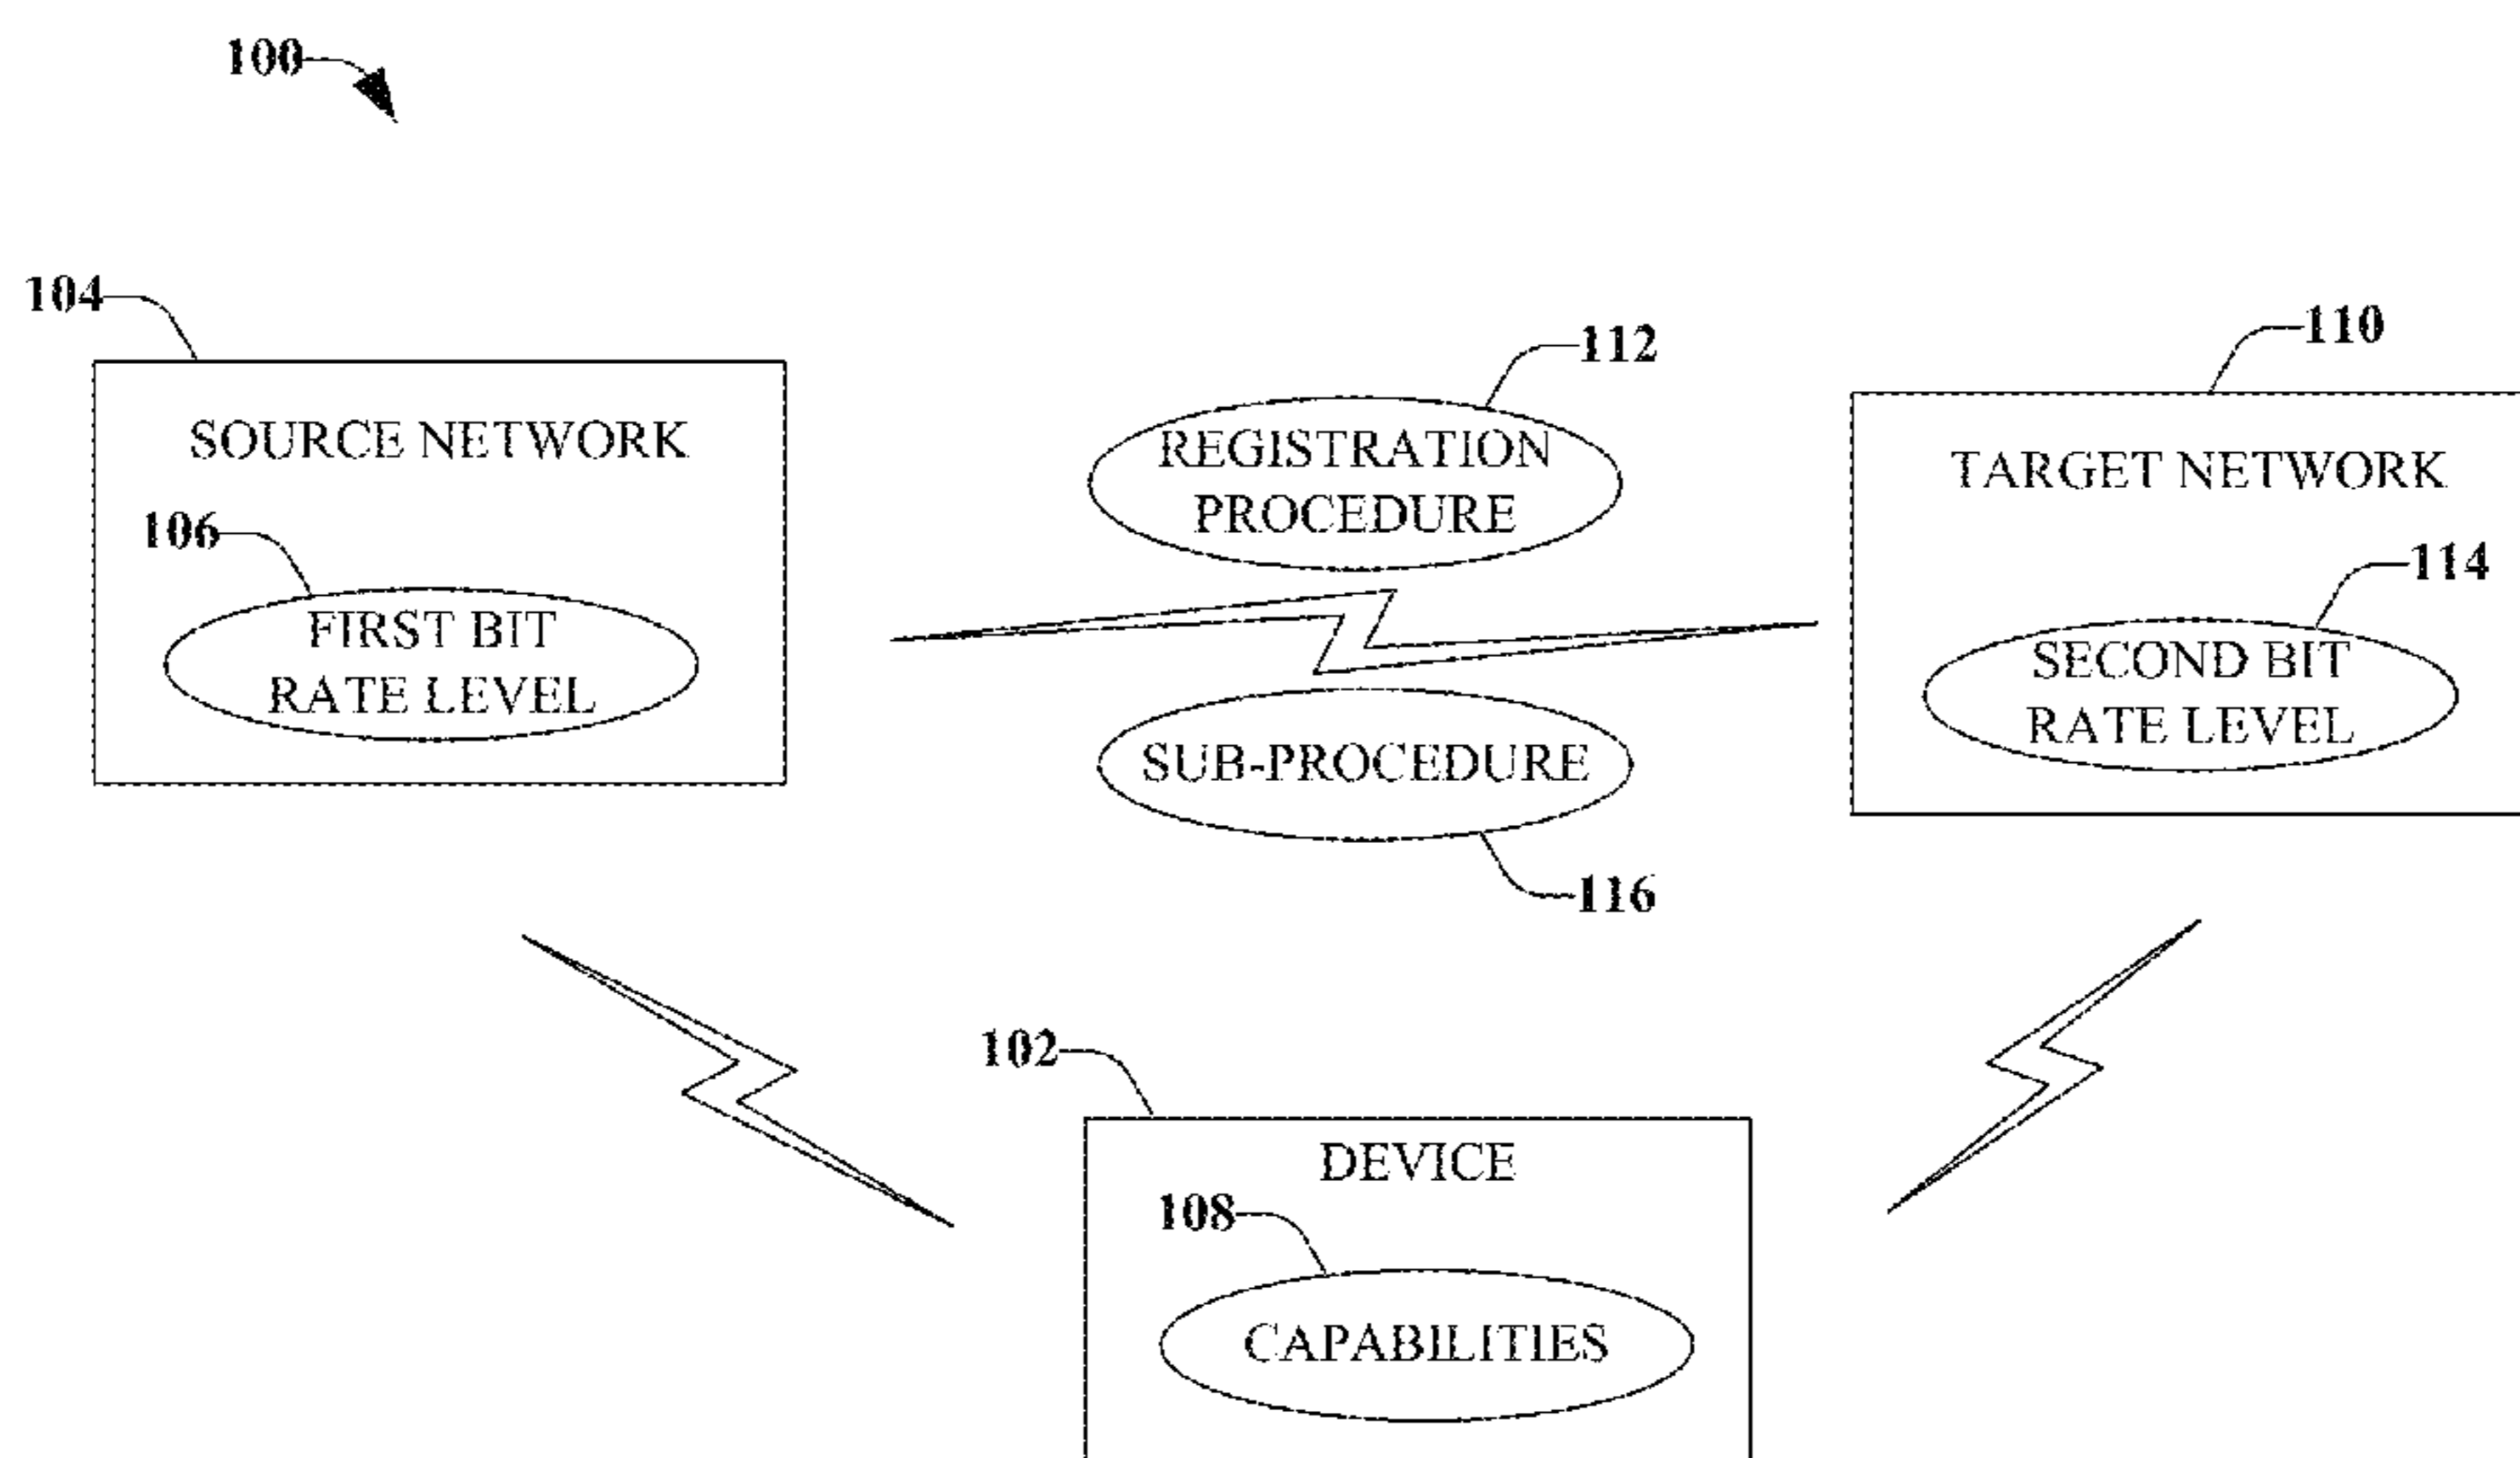 100
104
112
110
SOURCE NETWORK
REGISTRATION
PROCEDURE
TARGET NETWORK
106
FIRST BIT
RATE LEVEL
114
SECOND BIT
RATE LEVEL
SUB-PROCEDURE
116
102
DEVICE
108
CAPABILITIES